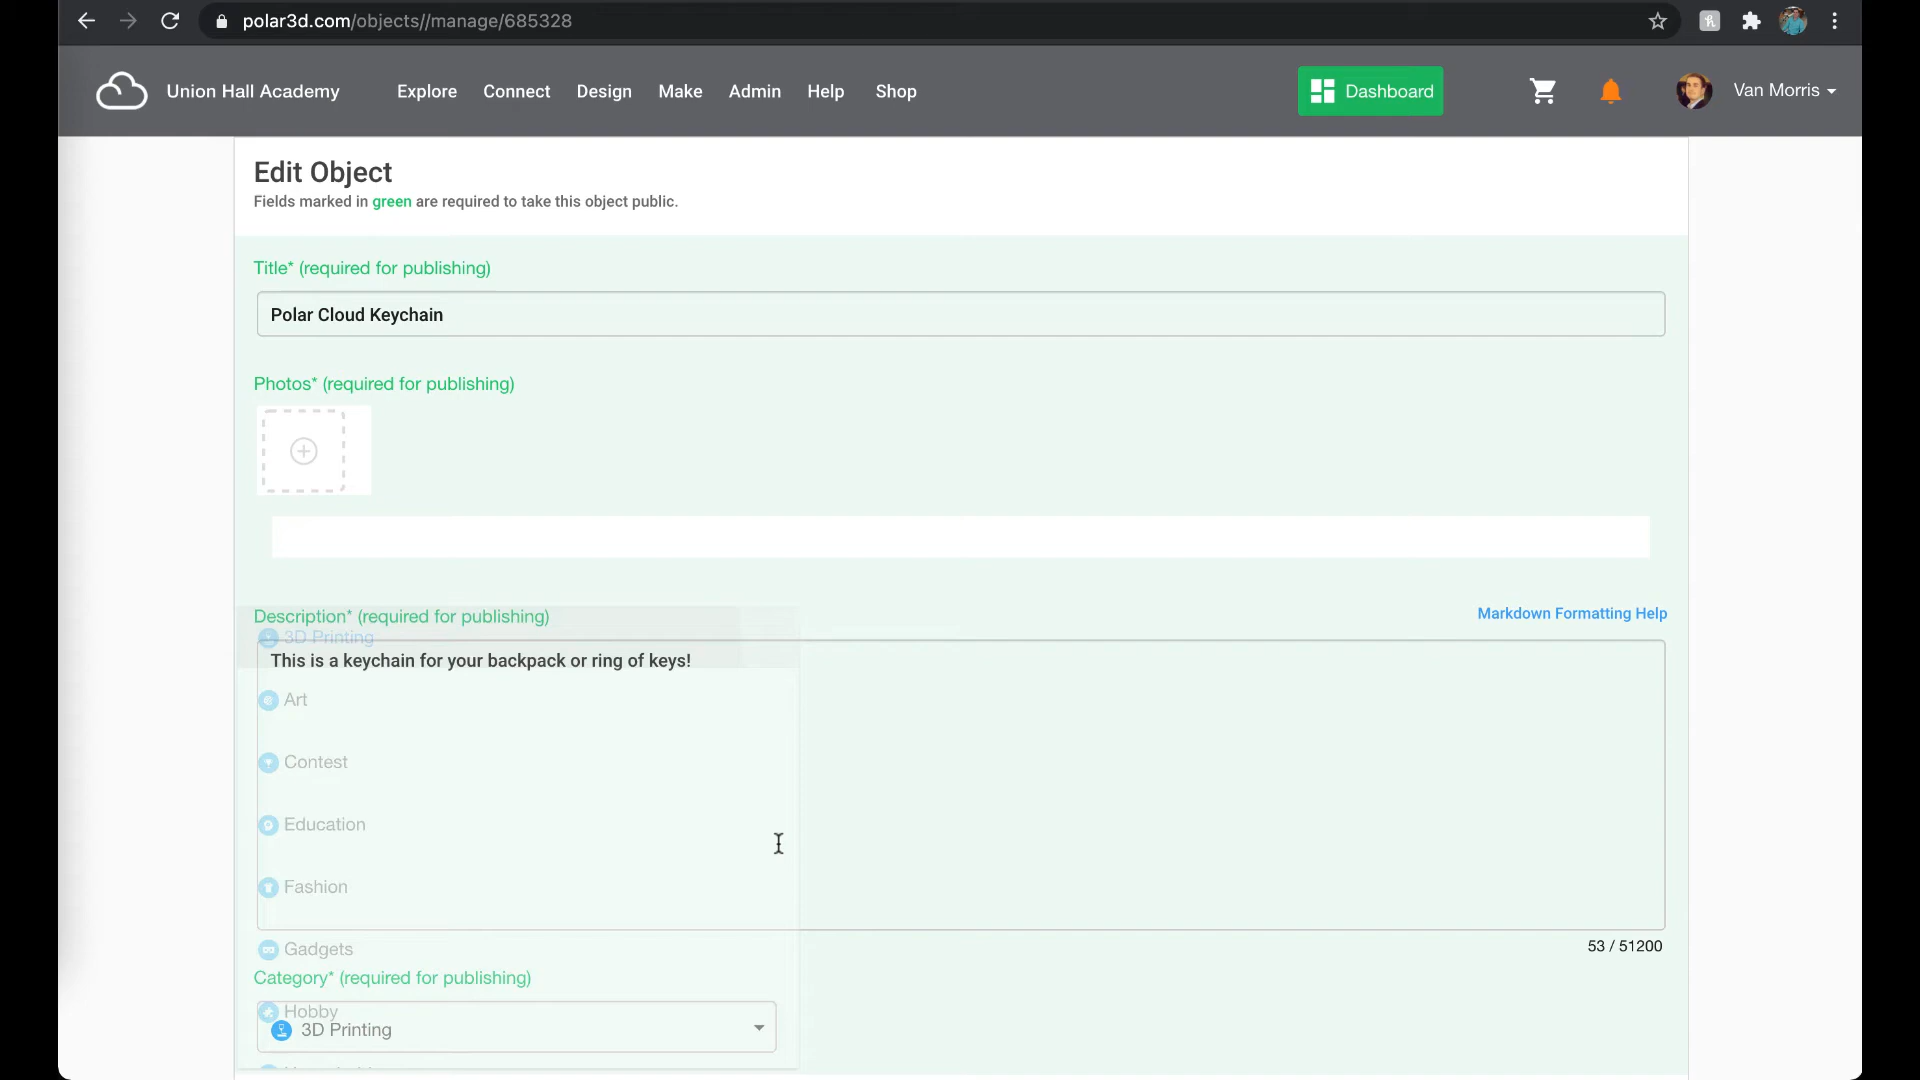 polar3d.com/objects//manage/685328
Union Hall Academy Explore Connect Design Make Admin Help Shop Dashboard Van Morris
Edit Object
Fields marked in green are required to take this object public.
Title* (required for publishing)
Polar Cloud Keychain
Photos* (required for publishing)
Description* (required for publishing) Markdown Formatting Help
3D Printing
This is a keychain for your backpack or ring of keys!
Art
Contest
Education
Fashion
Gadgets
53 / 51200
Category* (required for publishing)
Hobby
3D Printing